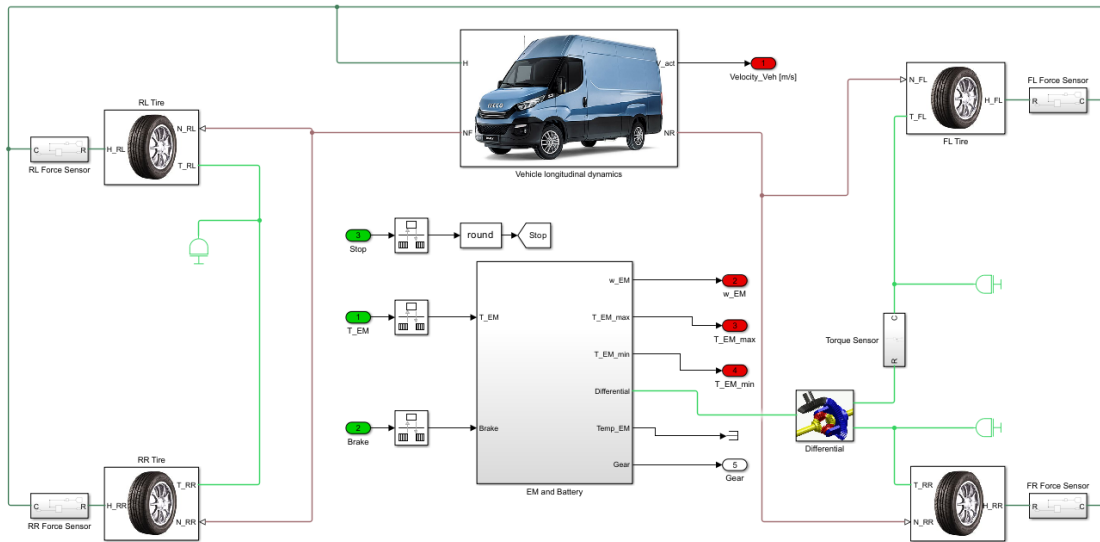 H
V_act
1
Velocity_Veh [m/s]
NF
NR
Vehicle longitudinal dynamics
RL Tire
N_RL
T_RL
H_RL
C
R
RL Force Sensor
N_FL
T_FL
H_FL
FL Tire
FL Force Sensor
R
C
3
Stop
round
Stop
1
T_EM
2
Brake
T_EM
Brake
w_EM
T_EM_max
T_EM_min
Differential
Temp_EM
Gear
EM and Battery
2
w_EM
3
T_EM_max
4
T_EM_min
5
Gear
Torque Sensor
C
R
Differential
RR Tire
T_RR
N_RR
H_RR
C
R
RR Force Sensor
T_RR
N_RR
H_RR
FR Force Sensor
R
C